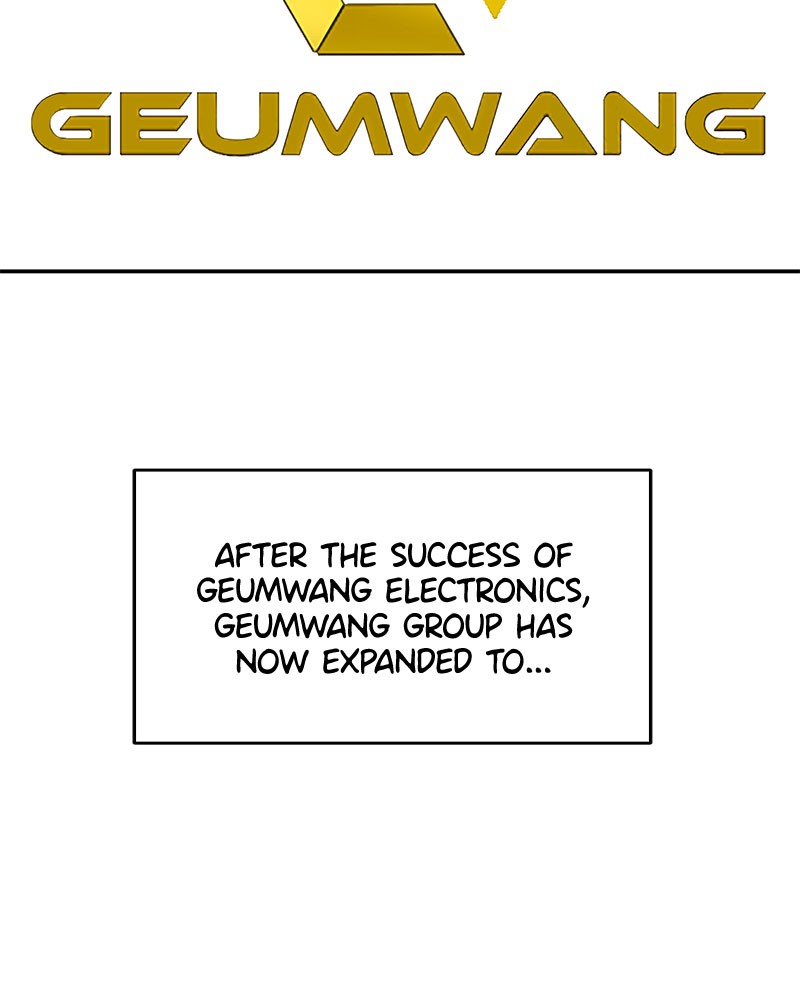 GEUMWANG
AFTER THE SUCCESS OF
GEUMWANG ELECTRONICS,
GEUMWANG GROUP HAS
NOW EXPANDED TO...